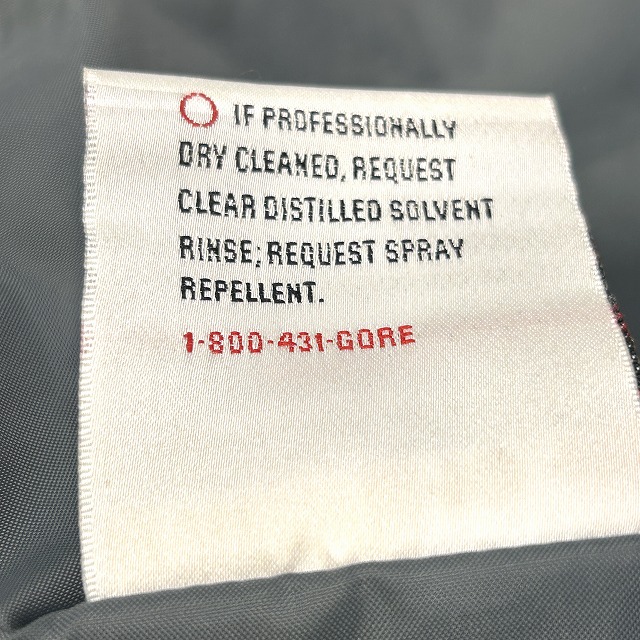 IF PROFESSIONALLY
DRY CLEANED, REQUEST
CLEAR DISTILLED SOLVENT
RINSE; REQUEST SPRAY
REPELLENT.
1-800-431-GORE